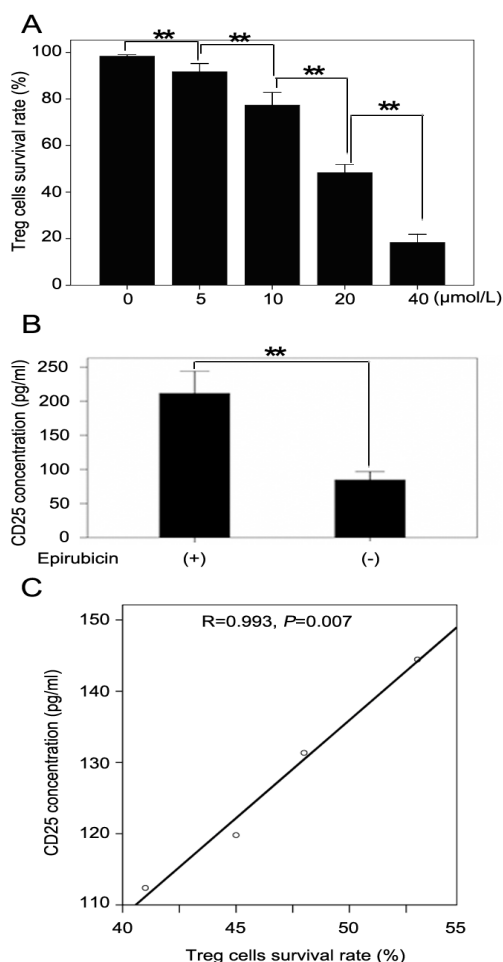 A
100
80
60
40
20
0
Treg cells survival rate (%)
** ** ** **
0 5 10 20 40 (μmol/L)
B
250
200
150
100
50
0
CD25 concentration (pg/ml)
**
Epirubicin (+) (-)
C
R=0.993, P=0.007
150
140
130
120
110
CD25 concentration (pg/ml)
40 45 50 55
Treg cells survival rate (%)